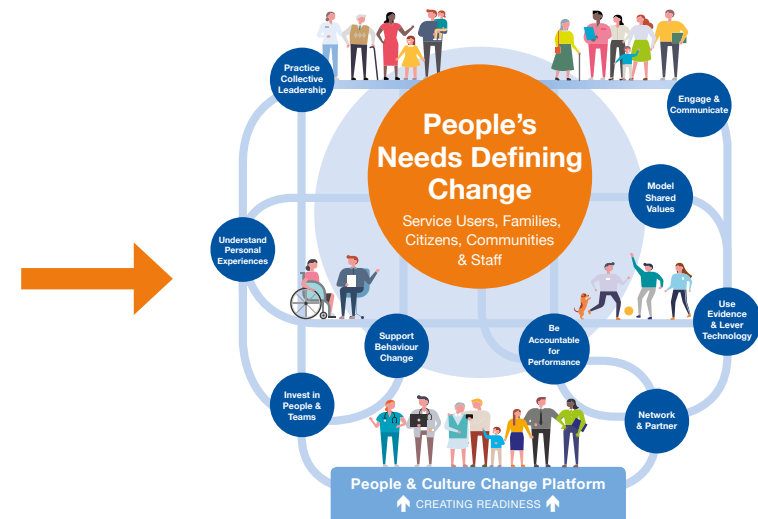 Practice
Collective
Leadership
Engage &
Communicate
People's
Needs Defining
Change
Service Users, Families,
Citizens, Communities
& Staff
Model
Shared
Values
Understand
Personal
Experiences
Use
Evidence
& Lever
Technology
Support
Behaviour
Change
Be
Accountable
for
Performance
Invest in
People &
Teams
Network
& Partner
People & Culture Change Platform
CREATING READINESS